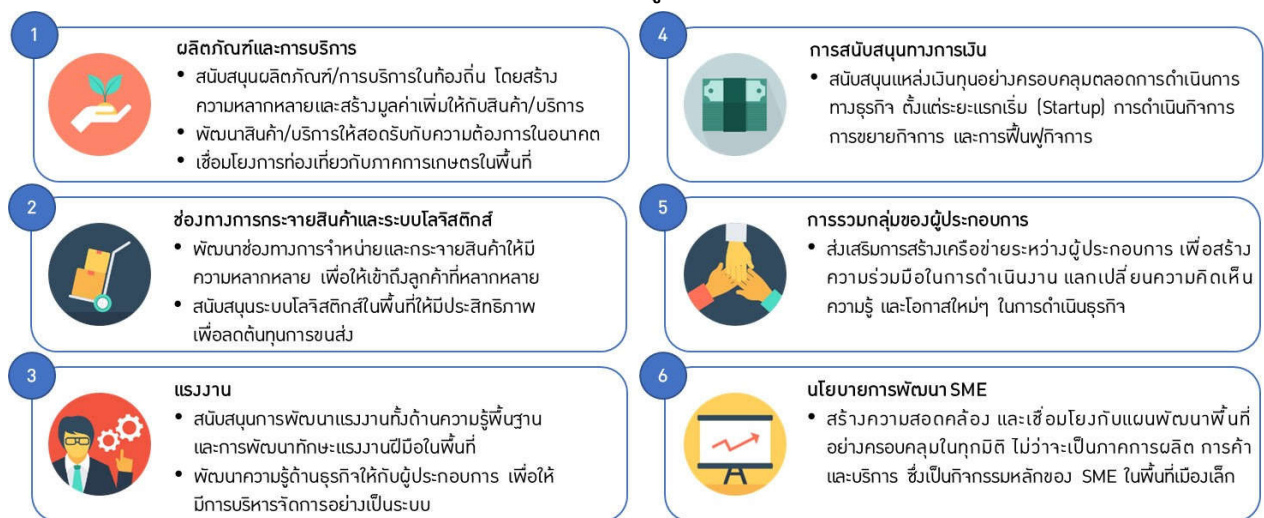 1
ผลิตภัณฑ์และการบริการ
• สนับสนุนผลิตภัณฑ์/การบริการในท้องถิ่น โดยสร้าง
ความหลากหลายและสร้างมูลค่าเพิ่มให้กับสินค้า/บริการ
• พัฒนาสินค้า/บริการให้สอดรับกับความต้องการในอนาคต
• เชื่อมโยงการท่องเที่ยวกับภาคการเกษตรในพื้นที่
2
ช่องทางการกระจายสินค้าและระบบโลจิสติกส์
• พัฒนาช่องทางการจำหน่ายและกระจายสินค้าให้มี
ความหลากหลาย เพื่อให้เข้าถึงลูกค้าที่หลากหลาย
• สนับสนุนระบบโลจิสติกส์ในพื้นที่ให้มีประสิทธิภาพ
เพื่อลดต้นทุนการขนส่ง
3
แรงงาน
• สนับสนุนการพัฒนาแรงงานทั้งด้านความรู้พื้นฐาน
และการพัฒนาทักษะแรงงานฝีมือในพื้นที่
• พัฒนาความรู้ด้านธุรกิจให้กับผู้ประกอบการ เพื่อให้
มีการบริหารจัดการอย่างเป็นระบบ
4
การสนับสนุนทางการเงิน
• สนับสนุนแหล่งเงินทุนอย่างครอบคลุมตลอดการดำเนินการ
ทางธุรกิจ ตั้งแต่ระยะแรกเริ่ม (Startup) การดำเนินกิจการ
การขยายกิจการ และการฟื้นฟูกิจการ
5
การรวมกลุ่มของผู้ประกอบการ
• ส่งเสริมการสร้างเครือข่ายระหว่างผู้ประกอบการ เพื่อสร้าง
ความร่วมมือในการดำเนินงาน แลกเปลี่ยนความคิดเห็น
ความรู้ และโอกาสใหม่ๆ ในการดำเนินธุรกิจ
6
นโยบายการพัฒนา SME
• สร้างความสอดคล้อง และเชื่อมโยงกับแผนพัฒนาพื้นที่
อย่างครอบคลุมในทุกมิติ ไม่ว่าจะเป็นภาคการผลิต การค้า
และบริการ ซึ่งเป็นกิจกรรมหลักของ SME ในพื้นที่เมืองเล็ก